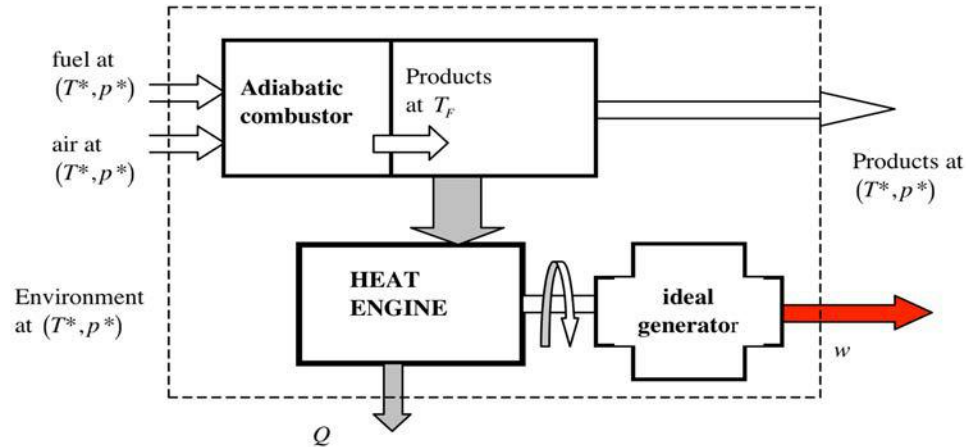 fuel at
(T*, p*)
air at
(T*, p*)
Adiabatic
combustor
Products
at T_F
Products at
(T*, p*)
Environment
at (T*, p*)
HEAT
ENGINE
ideal
generator
w
Q